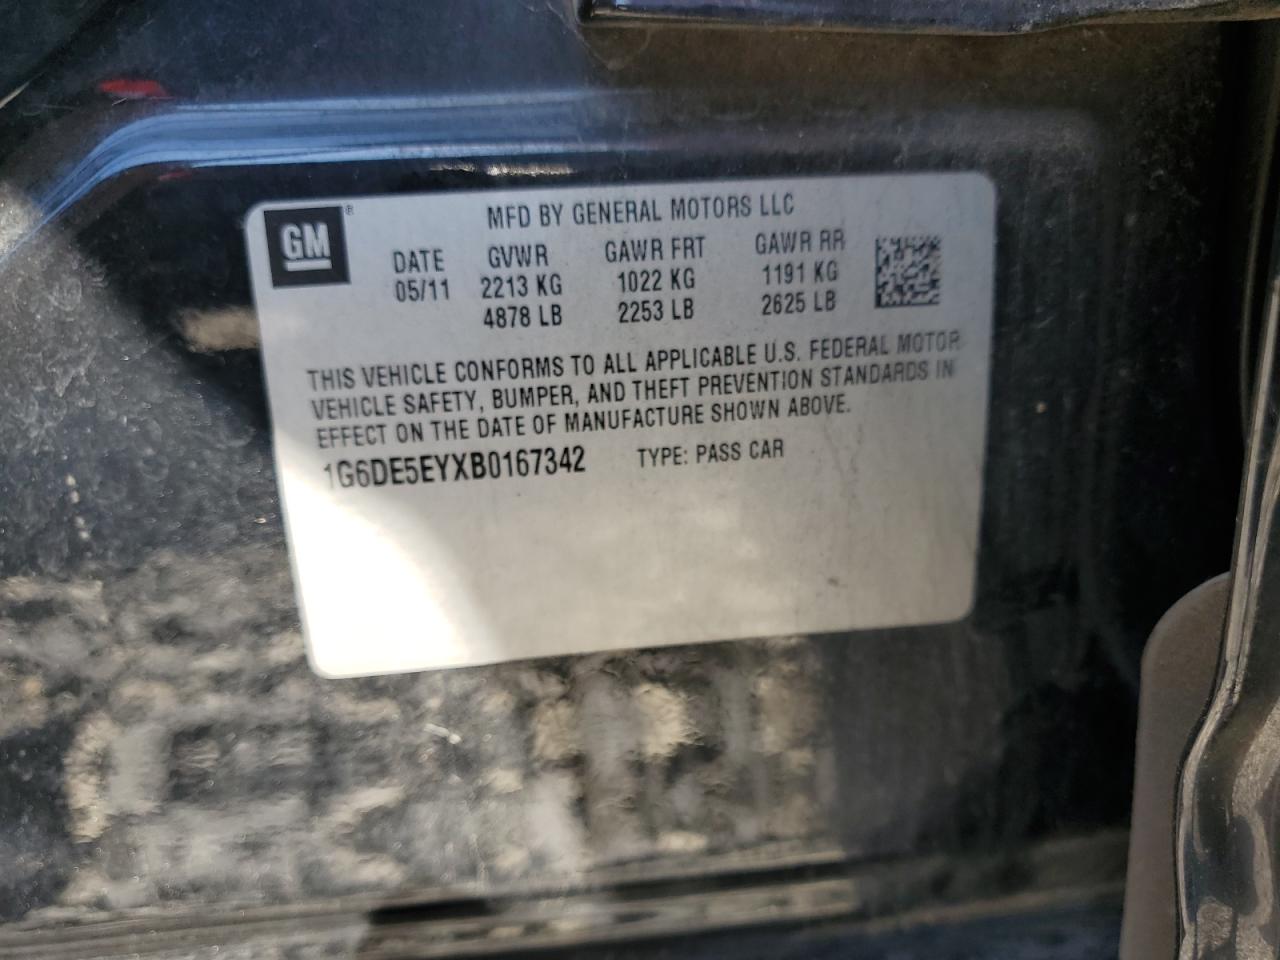 GM®
MFD BY GENERAL MOTORS LLC
DATE GVWR GAWR FRT GAWR RR
05/11 2213 KG 1022 KG 1191 KG
4878 LB 2253 LB 2625 LB
THIS VEHICLE CONFORMS TO ALL APPLICABLE U.S. FEDERAL MOTOR
VEHICLE SAFETY, BUMPER, AND THEFT PREVENTION STANDARDS IN
EFFECT ON THE DATE OF MANUFACTURE SHOWN ABOVE.
1G6DE5EYXB0167342 TYPE: PASS CAR